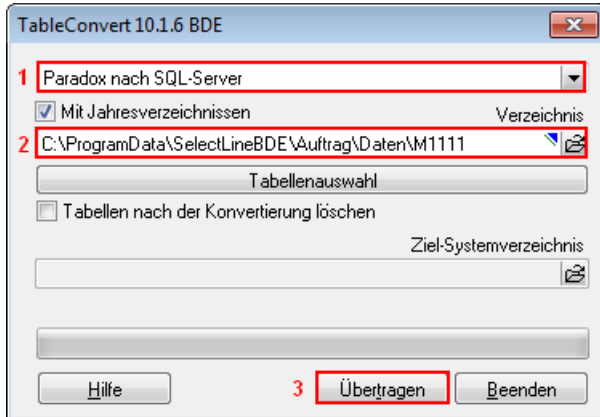 TableConvert 10.1.6 BDE
1 Paradox nach SQL-Server
Mit Jahresverzeichnissen Verzeichnis
2 C:\ProgramData\SelectLineBDE\Auftrag\Daten\M1111
Tabellenauswahl
Tabellen nach der Konvertierung löschen
Ziel-Systemverzeichnis
Hilfe 3 Übertragen Beenden